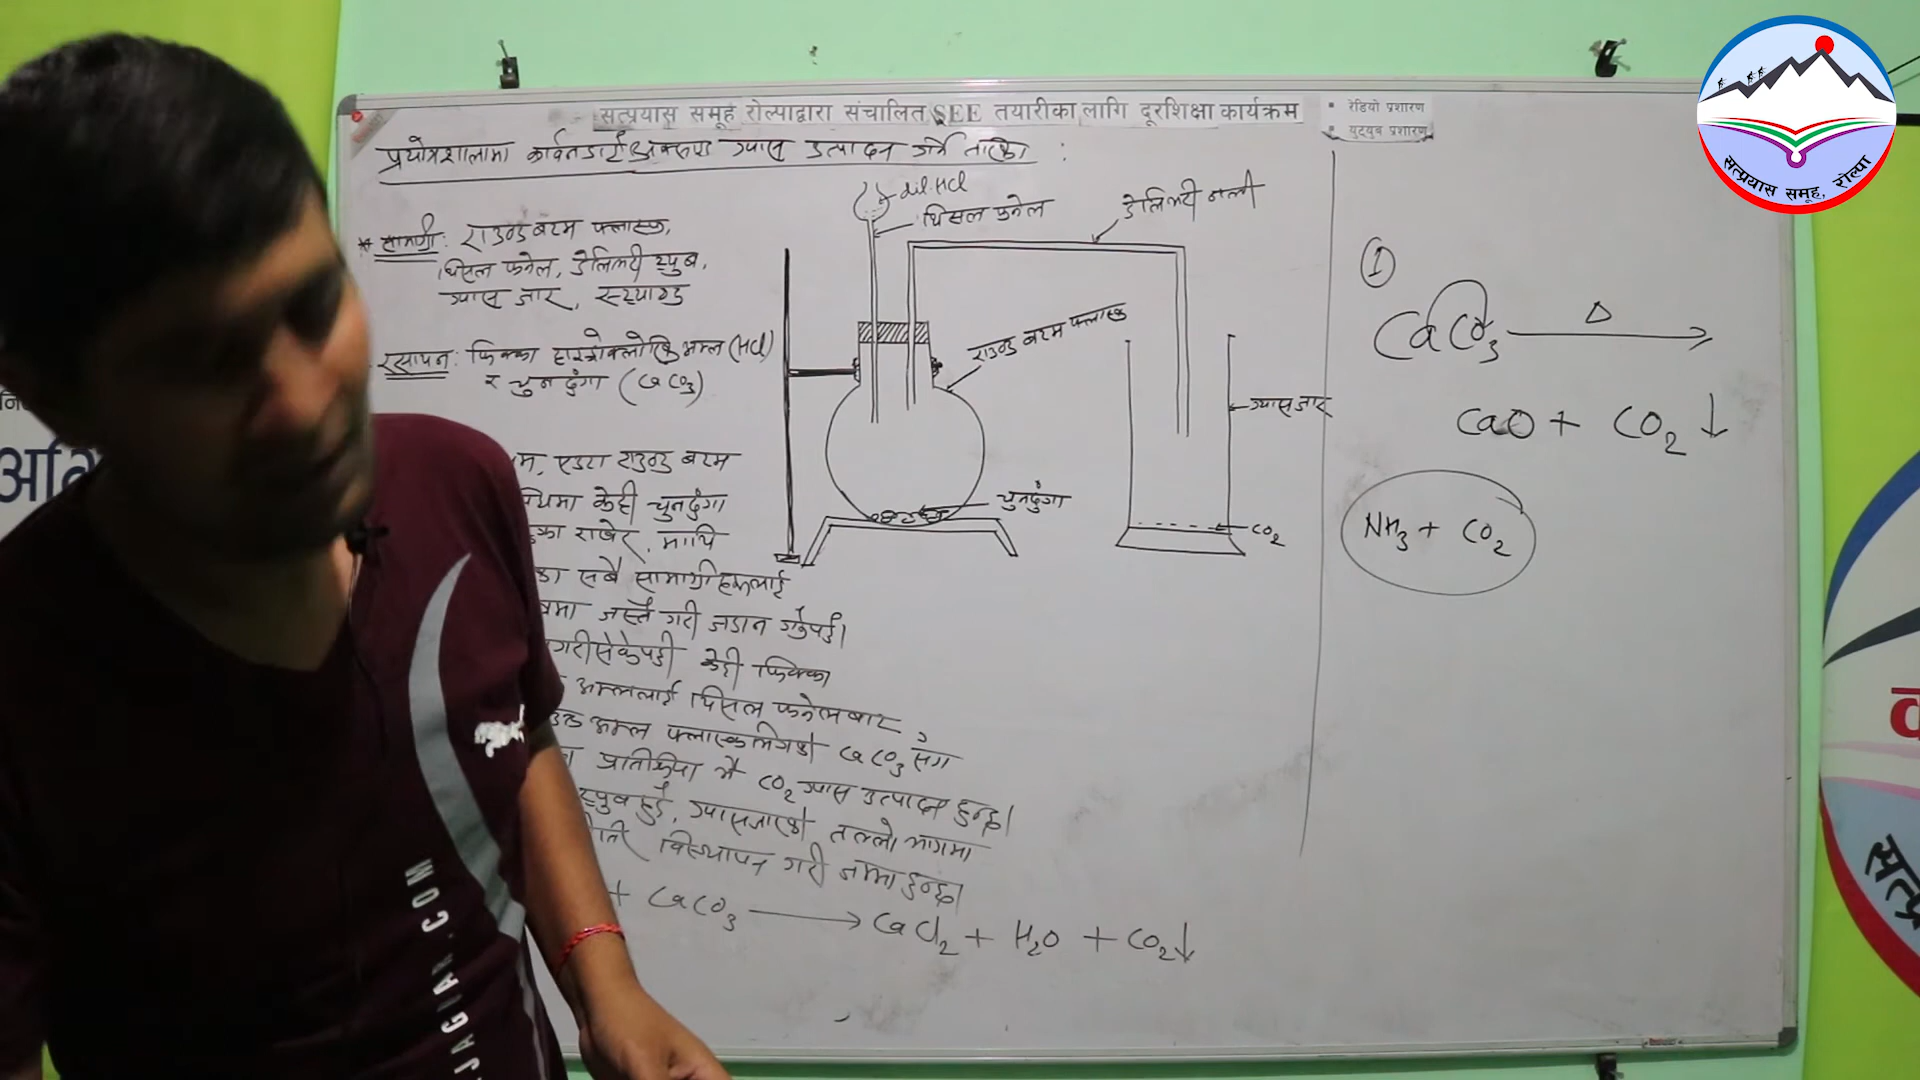 सत्प्रयास समूह रोल्पाद्वारा संचालित SEE तयारीका लागि दूरशिक्षा कार्यक्रम
रेडियो प्रशारण
युट्युब प्रशारण
प्रयोगशालामा कार्बनडाईअक्साइड ग्यास उत्पादन गर्ने तरिका :
* सामाग्री: राउण्ड बटम फ्लास्क,
थिसल फनेल, डेलिभरी ट्युब,
ग्यास जार, स्ट्याण्ड
रसायन: फिक्का हाइड्रोक्लोरिक अम्ल (HCl)
र चुनढुंगा (CaCO3)
एउटा राउण्ड बटम
केही चुनढुंगा
राखेर, माथि
सबै सामाग्रीहरूलाई
जस्तै गरी जडान गर्नुपर्छ।
केही फिक्का
अम्ललाई थिसल फनेलबाट
अम्ल फ्लास्कभित्रको CaCO3 सँग
प्रतिक्रिया भै CO2 ग्यास उत्पादन हुन्छ।
हुदै, ग्यासजारको तल्लो भागमा
विस्थापन गरी जम्मा हुन्छ।
+ CaCO3 → CaCl2 + H2O + CO2↓
dil.HCl
थिसल फनेल
डेलिभरी नली
राउण्ड बटम फ्लास्क
ग्यास जार
चुनढुंगा
CO2
①
CaCO3 —Δ→
CaO + CO2 ↓
NH3 + CO2
सत्प्रयास समूह, रोल्पा
JAGIAK.COM